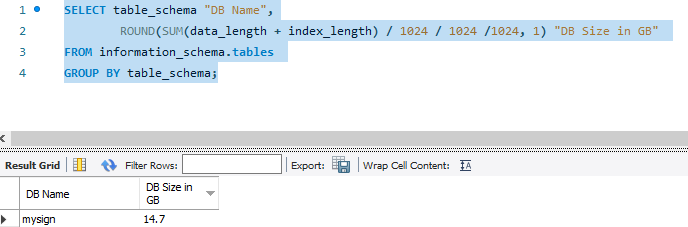 1 SELECT table_schema "DB Name",
2 ROUND(SUM(data_length + index_length) / 1024 / 1024 /1024, 1) "DB Size in GB"
3 FROM information_schema.tables
4 GROUP BY table_schema;
Result Grid Filter Rows: Export: Wrap Cell Content: IA
DB Name DB Size in
GB
mysign 14.7